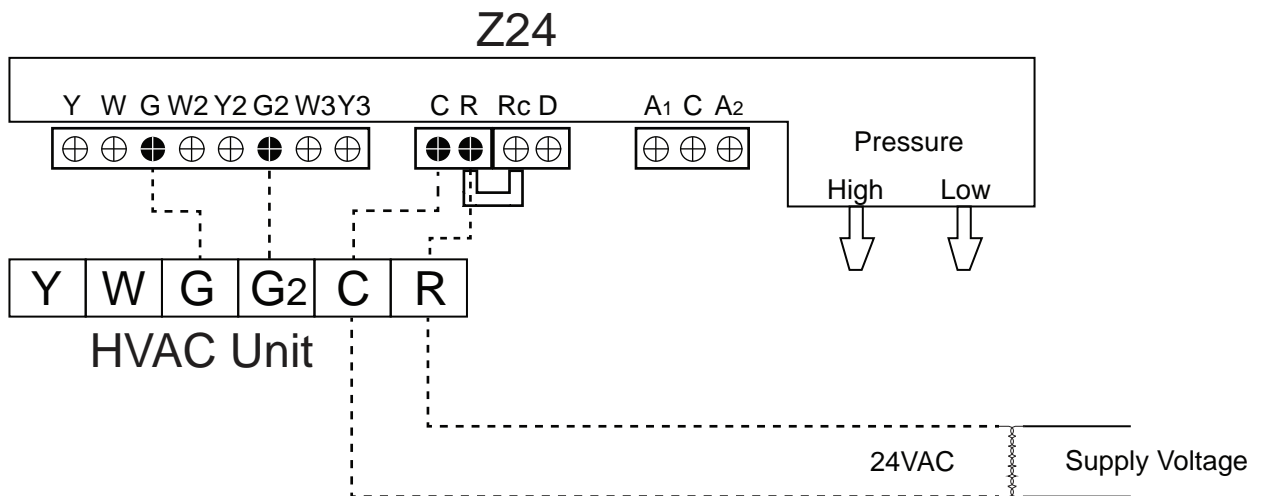 Z24
Y W G W2 Y2 G2 W3 Y3 C R Rc D A1 C A2
Pressure
High Low
Y W G G2 C R
HVAC Unit
24VAC Supply Voltage